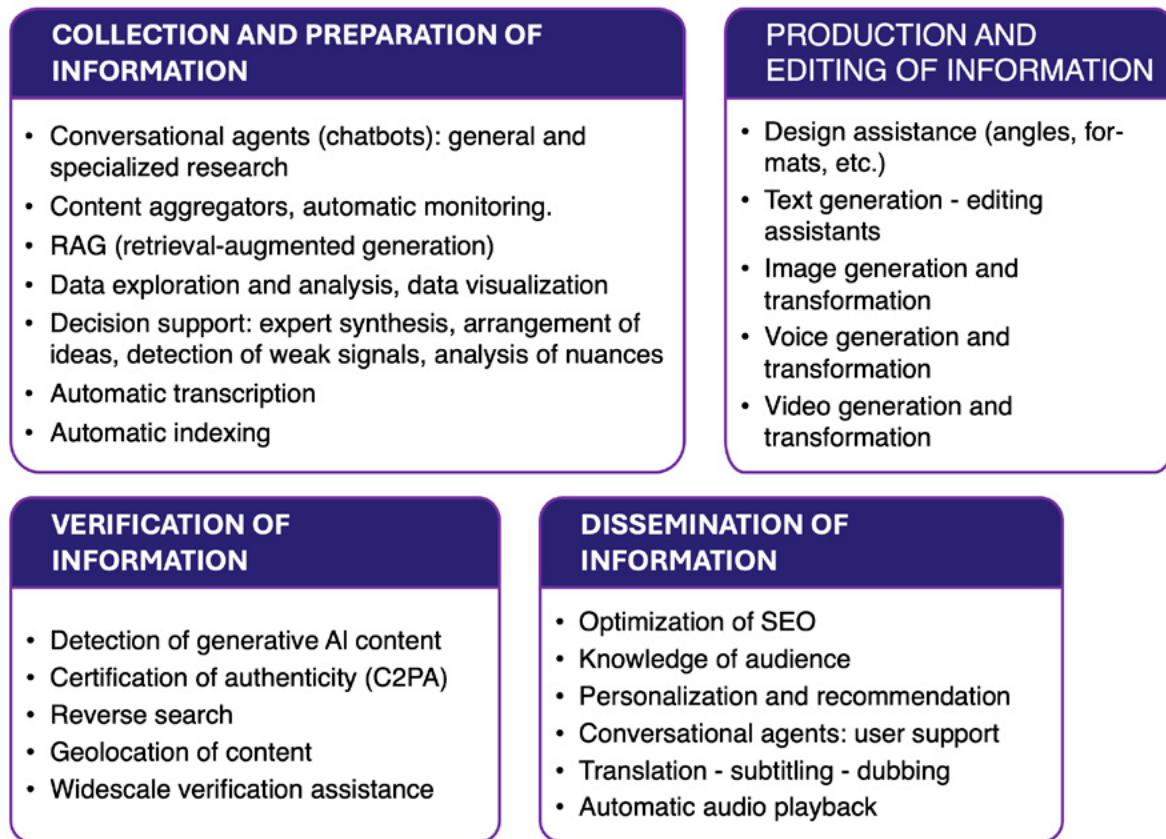 COLLECTION AND PREPARATION OF
INFORMATION
• Conversational agents (chatbots): general and
specialized research
• Content aggregators, automatic monitoring.
• RAG (retrieval-augmented generation)
• Data exploration and analysis, data visualization
• Decision support: expert synthesis, arrangement of
ideas, detection of weak signals, analysis of nuances
• Automatic transcription
• Automatic indexing
PRODUCTION AND
EDITING OF INFORMATION
• Design assistance (angles, for-
mats, etc.)
• Text generation - editing
assistants
• Image generation and
transformation
• Voice generation and
transformation
• Video generation and
transformation
VERIFICATION OF
INFORMATION
• Detection of generative AI content
• Certification of authenticity (C2PA)
• Reverse search
• Geolocation of content
• Widescale verification assistance
DISSEMINATION OF
INFORMATION
• Optimization of SEO
• Knowledge of audience
• Personalization and recommendation
• Conversational agents: user support
• Translation - subtitling - dubbing
• Automatic audio playback